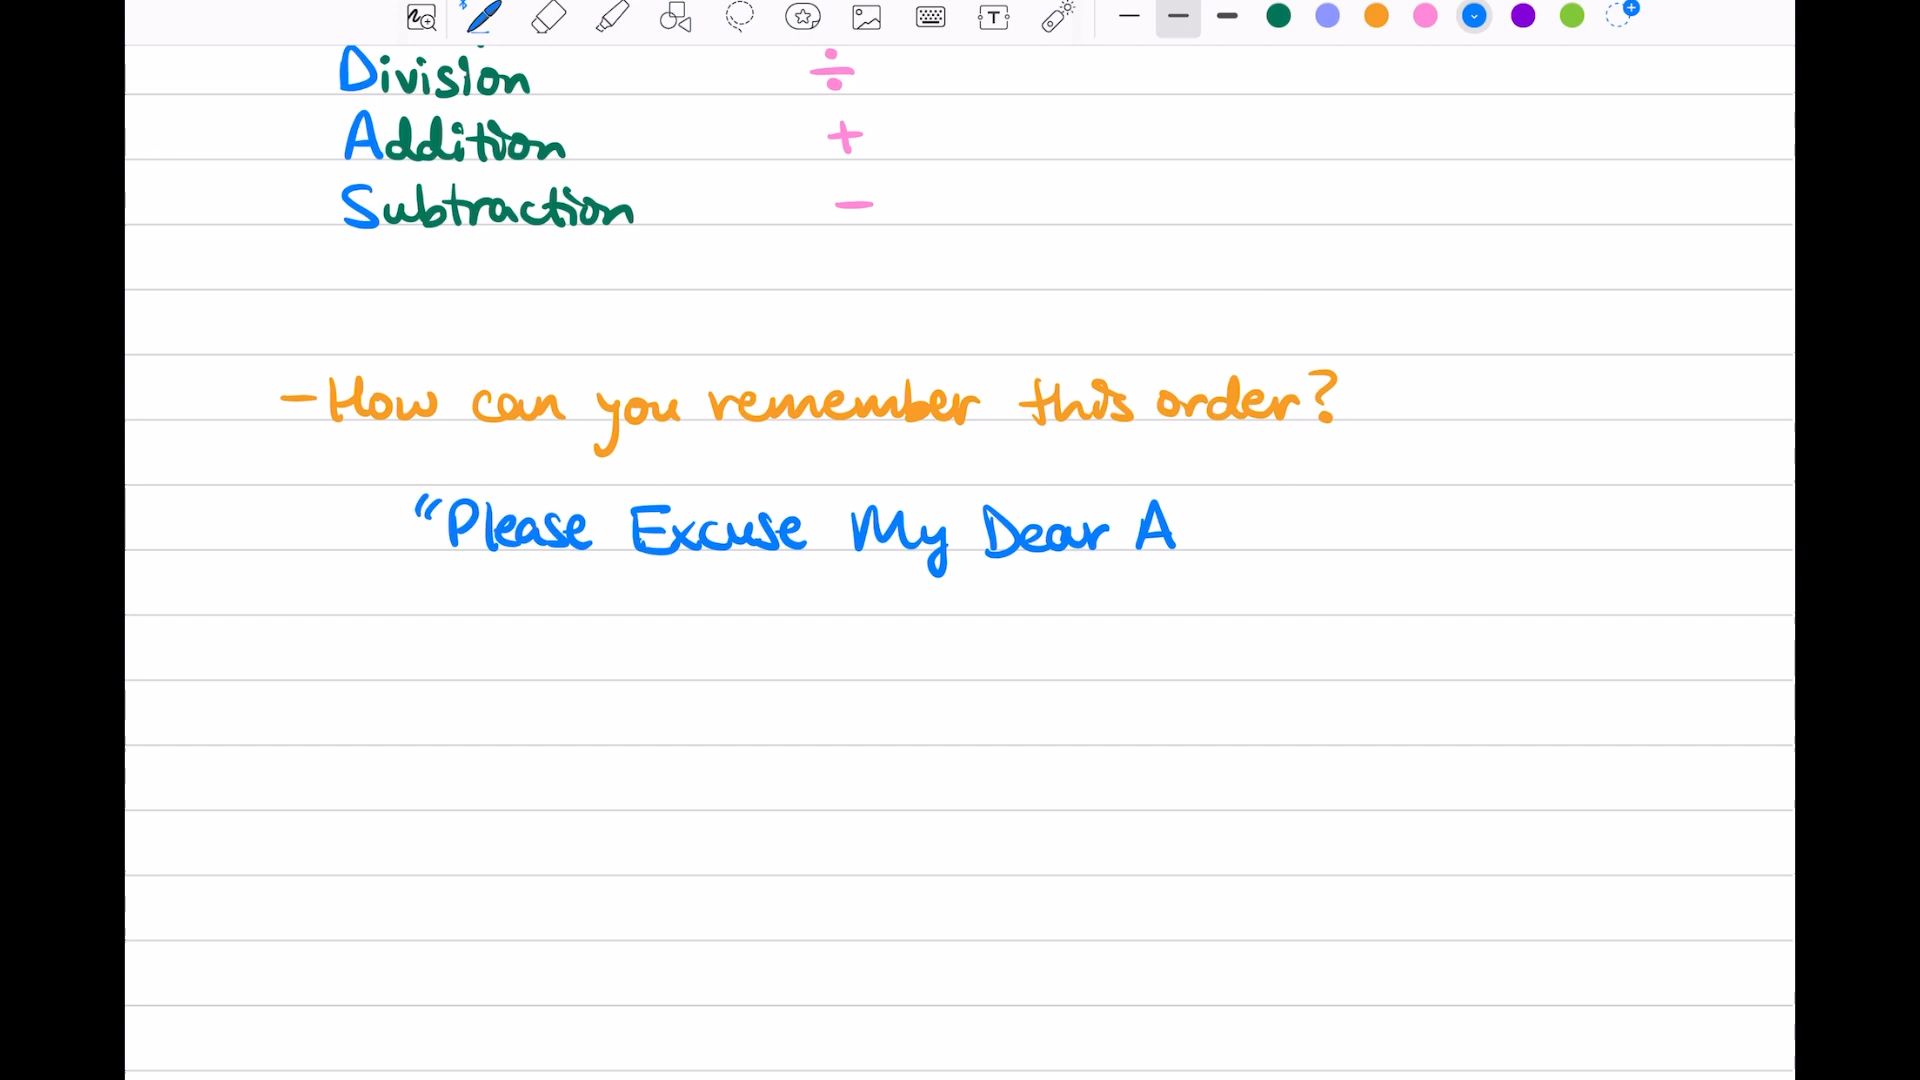 Division ÷
Addition +
Subtraction −
– How can you remember this order?
“Please Excuse My Dear A